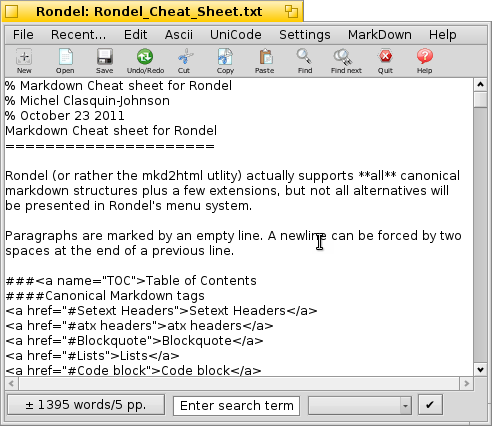 Rondel: Rondel_Cheat_Sheet.txt
File Recent... Edit Ascii UniCode Settings MarkDown Help
New Open Save Undo/Redo Cut Copy Paste Find Find next Quit Help
% Markdown Cheat sheet for Rondel
% Michel Clasquin-Johnson
% October 23 2011
Markdown Cheat sheet for Rondel
=====================
Rondel (or rather the mkd2html utlity) actually supports **all** canonical
markdown structures plus a few extensions, but not all alternatives will
be presented in Rondel's menu system.
Paragraphs are marked by an empty line. A newline can be forced by two
spaces at the end of a previous line.
###<a name="TOC">Table of Contents
####Canonical Markdown tags
<a href="#Setext Headers">Setext Headers</a>
<a href="#atx headers">atx headers</a>
<a href="#Blockquote">Blockquote</a>
<a href="#Lists">Lists</a>
<a href="#Code block">Code block</a>
± 1395 words/5 pp. Enter search term